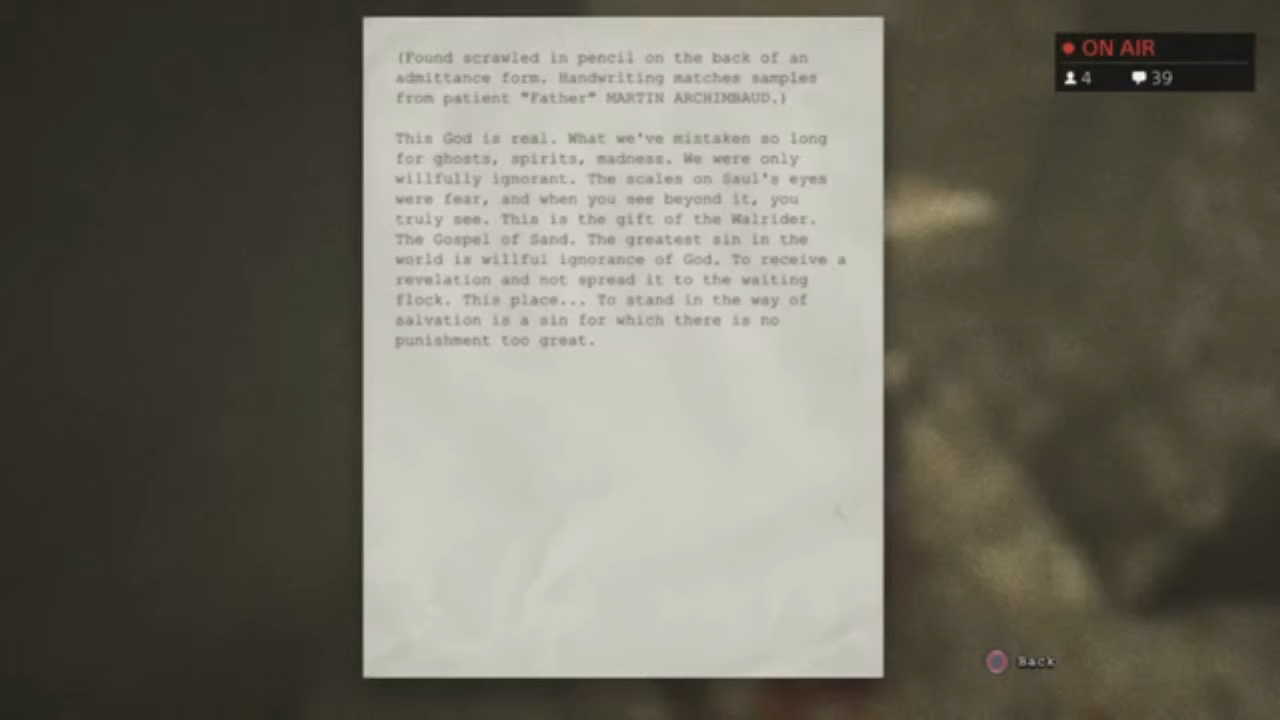 (Found scrawled in pencil on the back of an
admittance form. Handwriting matches samples
from patient "Father" MARTIN ARCHIMBAUD.)
This God is real. What we've mistaken so long
for ghosts, spirits, madness. We were only
willfully ignorant. The scales on Saul's eyes
were fear, and when you see beyond it, you
truly see. This is the gift of the Walrider.
The Gospel of Sand. The greatest sin in the
world is willful ignorance of God. To receive a
revelation and not spread it to the waiting
flock. This place... To stand in the way of
salvation is a sin for which there is no
punishment too great.
ON AIR
4 39
Back